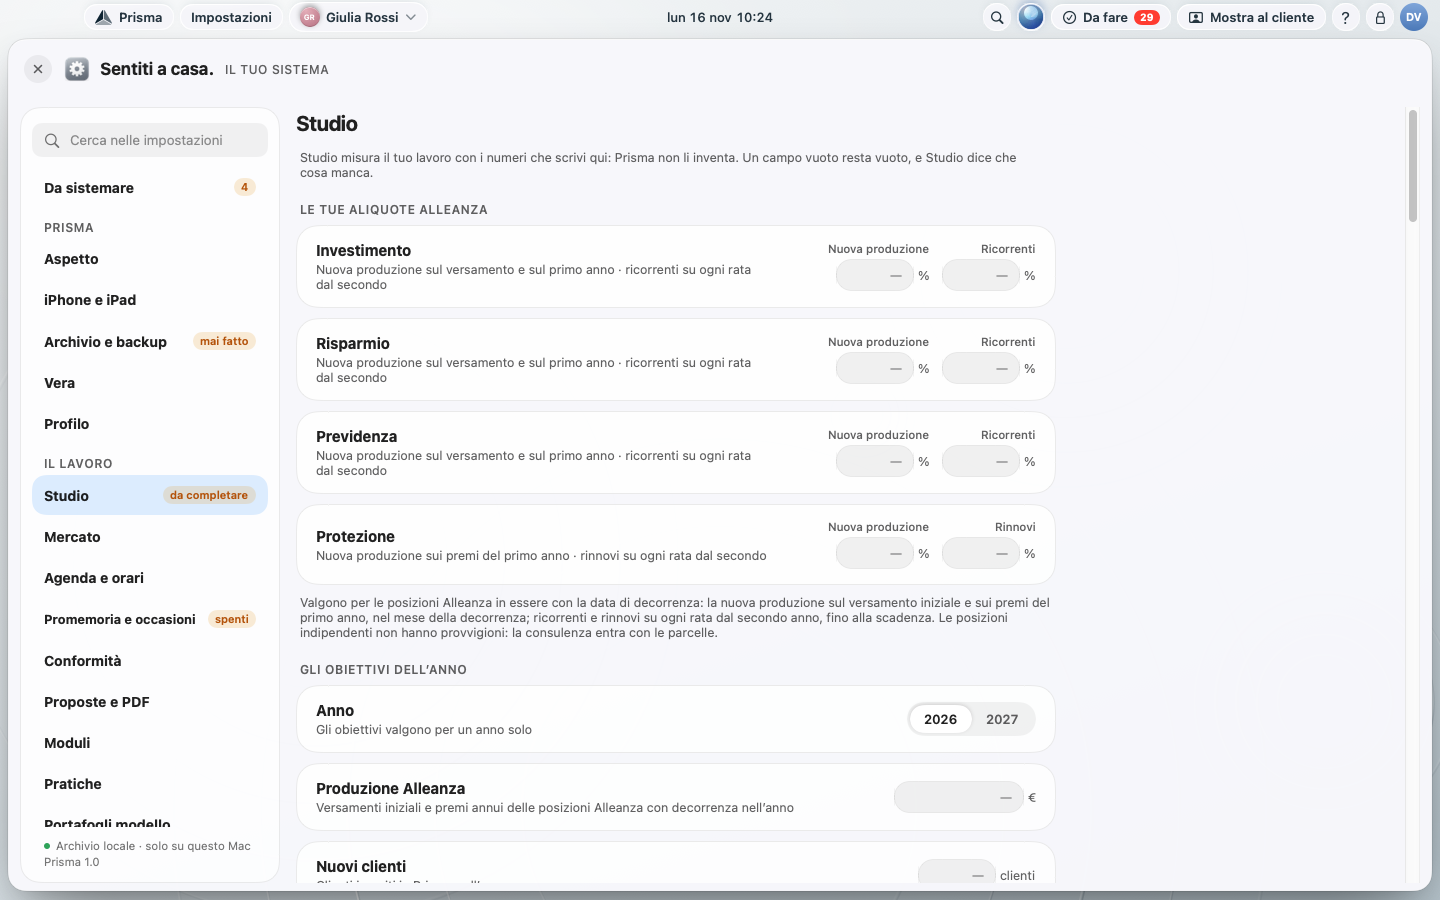 Prisma
Impostazioni
GR Giulia Rossi
lun 16 nov 10:24
Da fare 29
Mostra al cliente
?
DV
Sentiti a casa. IL TUO SISTEMA
Cerca nelle impostazioni
Da sistemare 4
PRISMA
Aspetto
iPhone e iPad
Archivio e backup mai fatto
Vera
Profilo
IL LAVORO
Studio da completare
Mercato
Agenda e orari
Promemoria e occasioni spenti
Conformità
Proposte e PDF
Moduli
Pratiche
Portafogli modello
Archivio locale · solo su questo Mac
Prisma 1.0
Studio
Studio misura il tuo lavoro con i numeri che scrivi qui: Prisma non li inventa. Un campo vuoto resta vuoto, e Studio dice che
cosa manca.
LE TUE ALIQUOTE ALLEANZA
Investimento
Nuova produzione sul versamento e sul primo anno · ricorrenti su ogni rata
dal secondo
Nuova produzione Ricorrenti
— % — %
Risparmio
Nuova produzione sul versamento e sul primo anno · ricorrenti su ogni rata
dal secondo
Nuova produzione Ricorrenti
— % — %
Previdenza
Nuova produzione sul versamento e sul primo anno · ricorrenti su ogni rata
dal secondo
Nuova produzione Ricorrenti
— % — %
Protezione
Nuova produzione sui premi del primo anno · rinnovi su ogni rata dal secondo
Nuova produzione Rinnovi
— % — %
Valgono per le posizioni Alleanza in essere con la data di decorrenza: la nuova produzione sul versamento iniziale e sui premi del
primo anno, nel mese della decorrenza; ricorrenti e rinnovi su ogni rata dal secondo anno, fino alla scadenza. Le posizioni
indipendenti non hanno provvigioni: la consulenza entra con le parcelle.
GLI OBIETTIVI DELL'ANNO
Anno
Gli obiettivi valgono per un anno solo
2026 2027
Produzione Alleanza
Versamenti iniziali e premi annui delle posizioni Alleanza con decorrenza nell'anno
— €
Nuovi clienti
— clienti